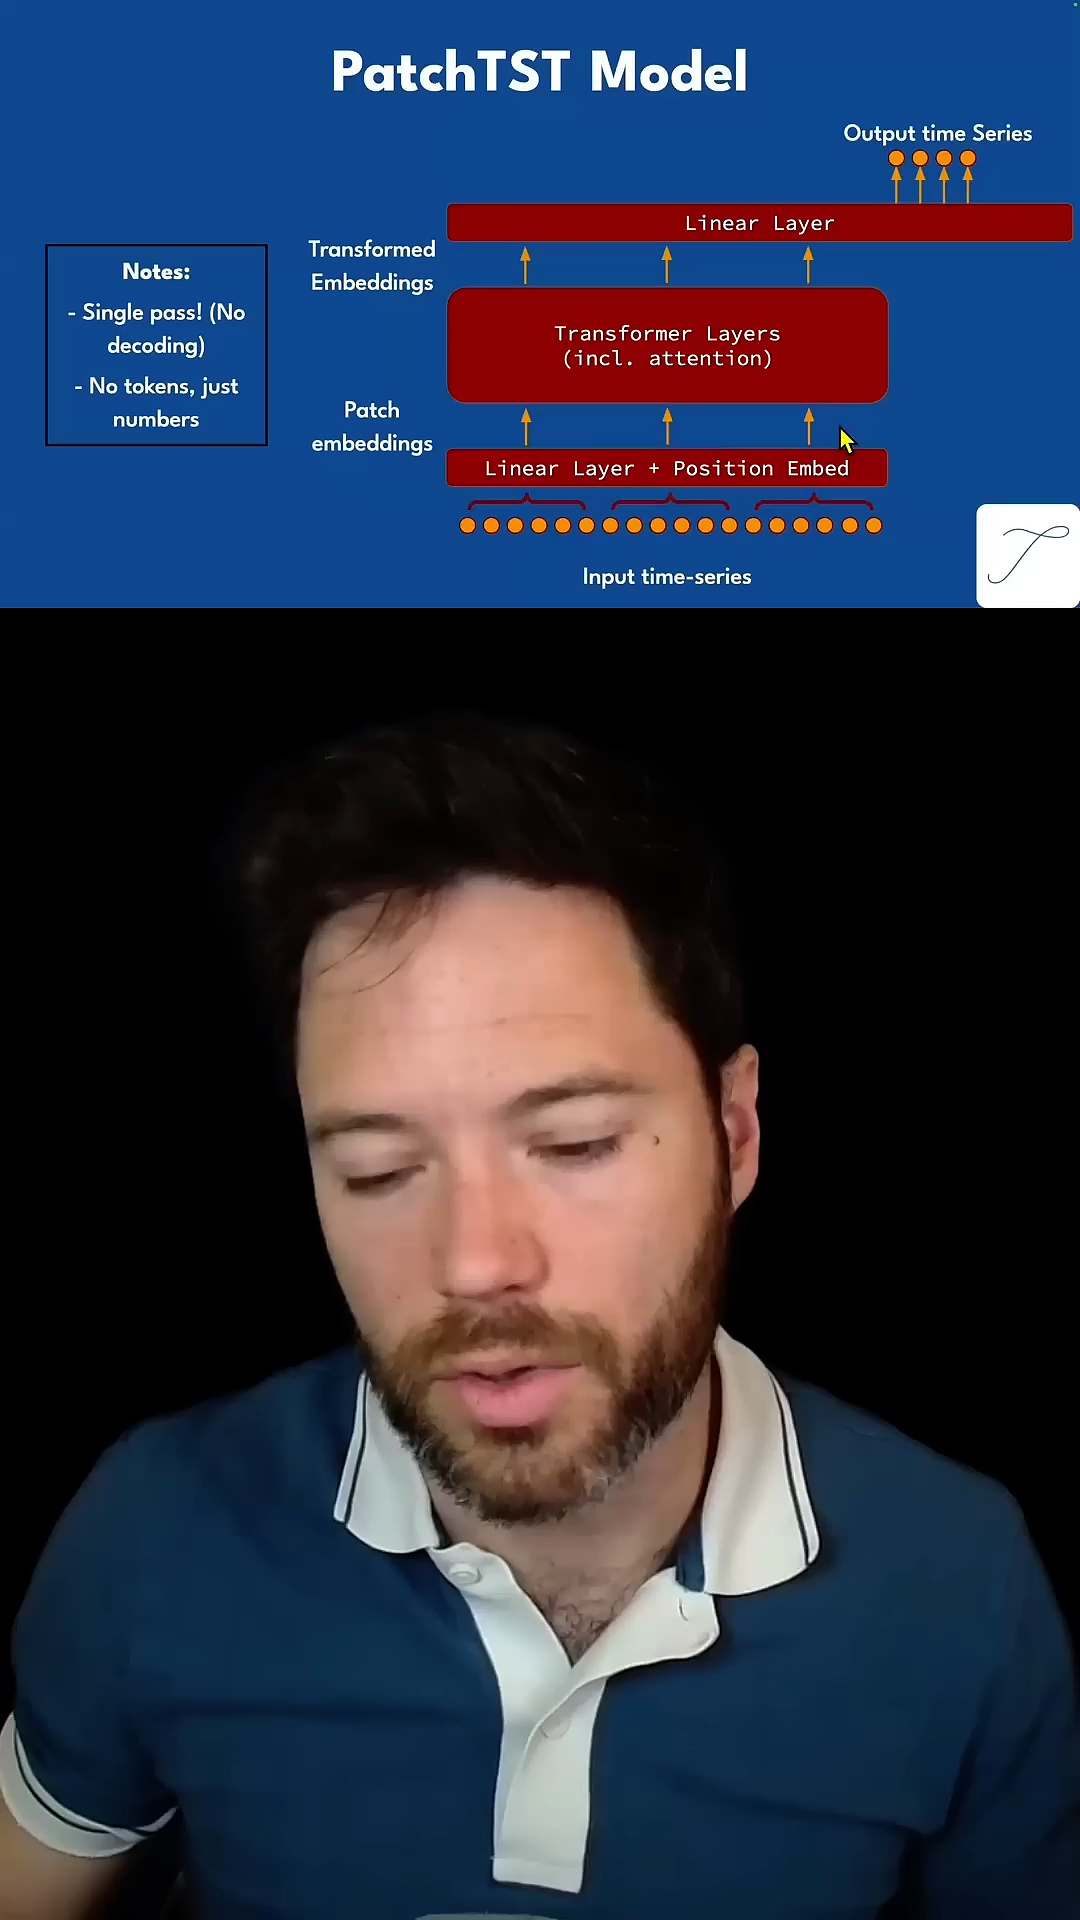 PatchTST Model
Output time Series
Linear Layer
Transformed
Embeddings
Notes:
- Single pass! (No
decoding)
- No tokens, just
numbers
Transformer Layers
(incl. attention)
Patch
embeddings
Linear Layer + Position Embed
Input time-series